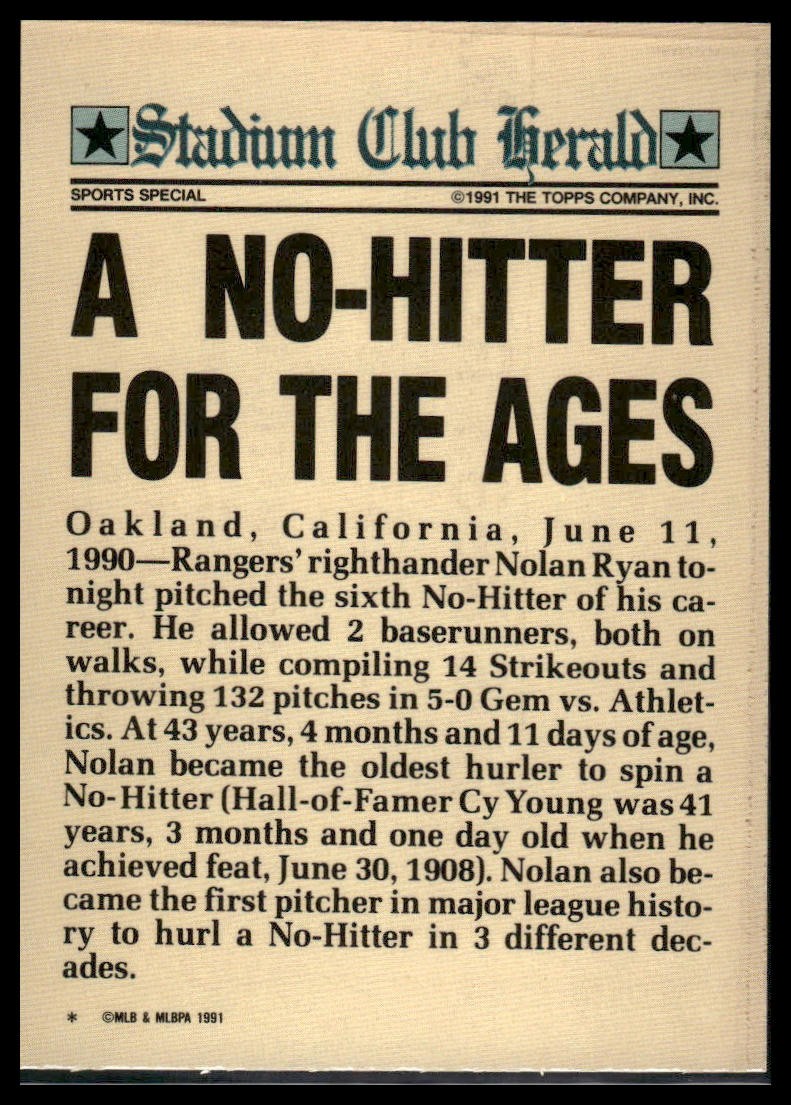 Stadium Club Herald
SPORTS SPECIAL ©1991 THE TOPPS COMPANY, INC.
A NO-HITTER
FOR THE AGES
Oakland, California, June 11,
1990—Rangers' righthander Nolan Ryan to-
night pitched the sixth No-Hitter of his ca-
reer. He allowed 2 baserunners, both on
walks, while compiling 14 Strikeouts and
throwing 132 pitches in 5-0 Gem vs. Athlet-
ics. At 43 years, 4 months and 11 days of age,
Nolan became the oldest hurler to spin a
No-Hitter (Hall-of-Famer Cy Young was 41
years, 3 months and one day old when he
achieved feat, June 30, 1908). Nolan also be-
came the first pitcher in major league histo-
ry to hurl a No-Hitter in 3 different dec-
ades.
* ©MLB & MLBPA 1991